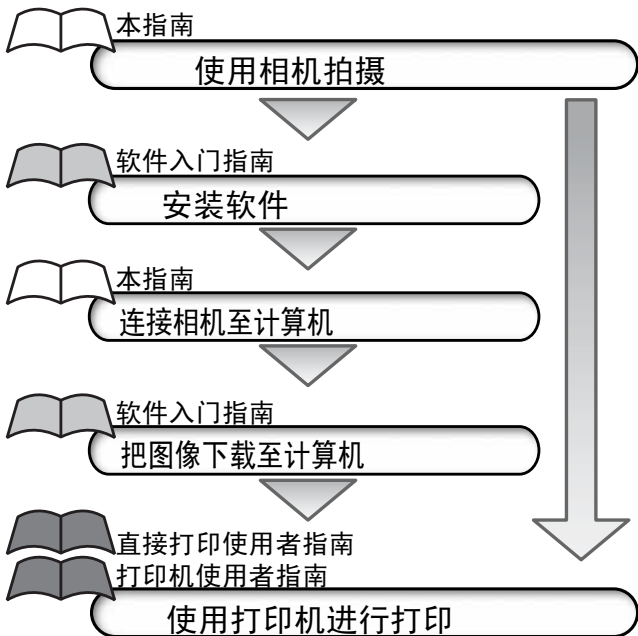 本指南
使用相机拍摄
软件入门指南
安装软件
本指南
连接相机至计算机
软件入门指南
把图像下载至计算机
直接打印使用者指南
打印机使用者指南
使用打印机进行打印